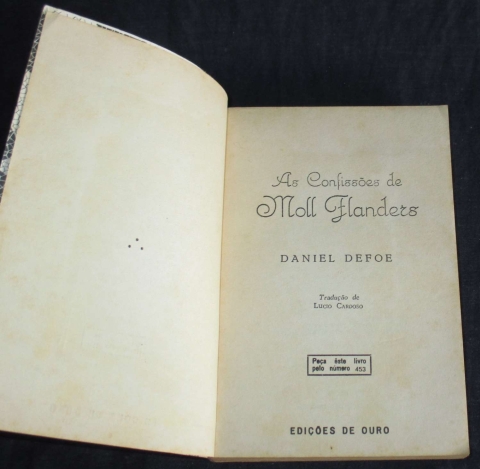 As Confissões de
Moll Flanders
DANIEL DEFOE
Tradução de
LUCIO CARDOSO
Peça êste livro
pelo número 453
EDIÇÕES DE OURO